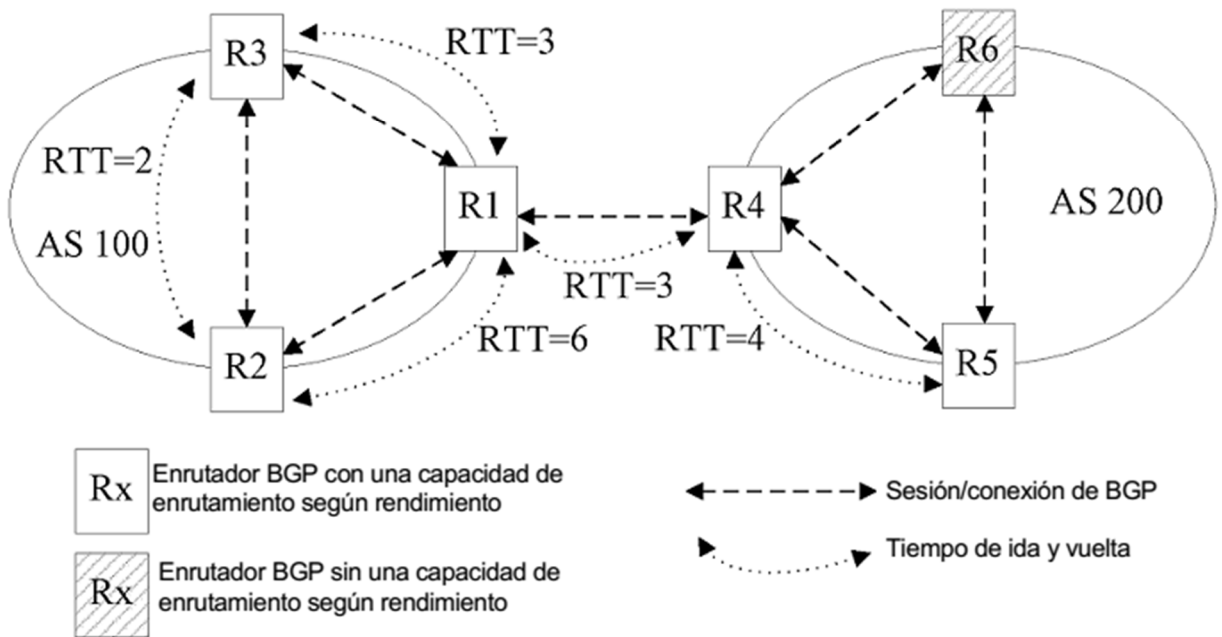 R3
RTT=3
R6
RTT=2
AS 100
R1
R4
AS 200
RTT=3
RTT=6
RTT=4
R2
R5
Rx
Enrutador BGP con una capacidad de
enrutamiento según rendimiento
Sesión/conexión de BGP
Rx
Enrutador BGP sin una capacidad de
enrutamiento según rendimiento
Tiempo de ida y vuelta